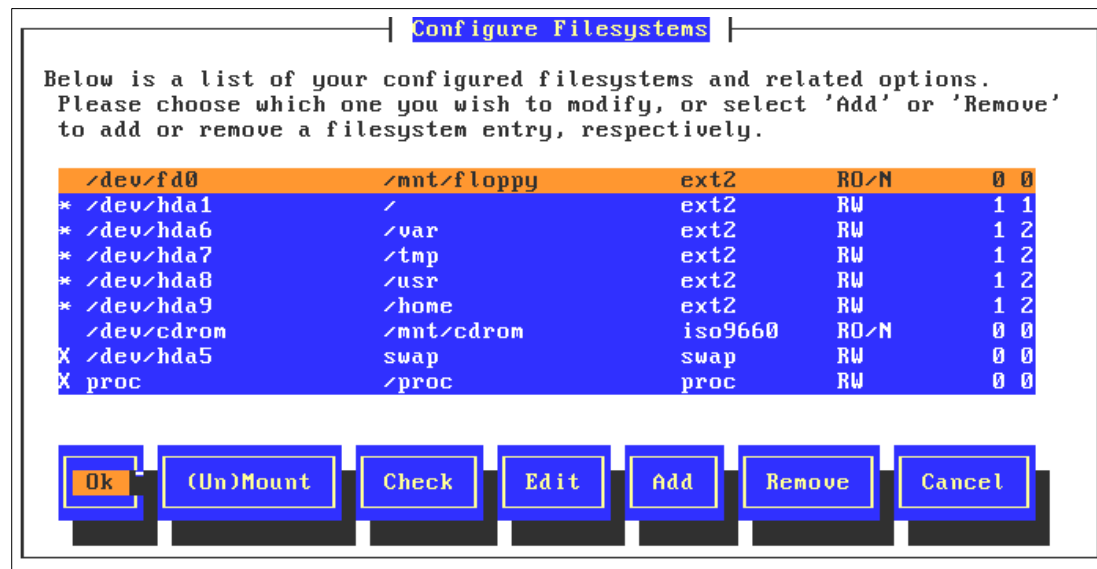 Configure Filesystems
Below is a list of your configured filesystems and related options.
Please choose which one you wish to modify, or select 'Add' or 'Remove'
to add or remove a filesystem entry, respectively.
/dev/fd0 /mnt/floppy ext2 RO/N 0 0
* /dev/hda1 / ext2 RW 1 1
* /dev/hda6 /var ext2 RW 1 2
* /dev/hda7 /tmp ext2 RW 1 2
* /dev/hda8 /usr ext2 RW 1 2
* /dev/hda9 /home ext2 RW 1 2
/dev/cdrom /mnt/cdrom iso9660 RO/N 0 0
X /dev/hda5 swap swap RW 0 0
X proc /proc proc RW 0 0
Ok (Un)Mount Check Edit Add Remove Cancel